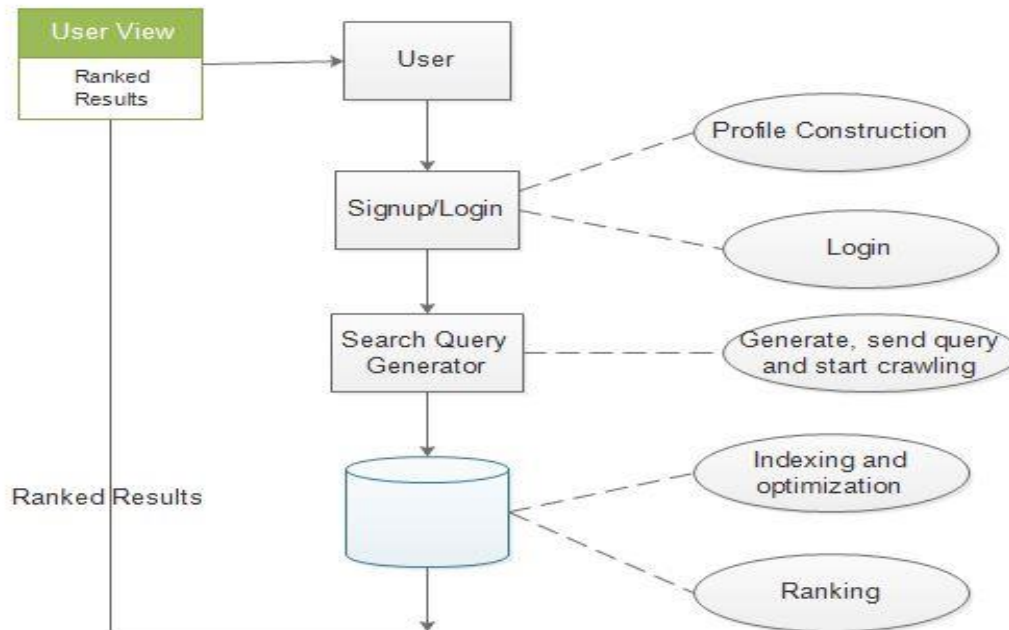 User View
Ranked
Results
User
Profile Construction
Signup/Login
Login
Search Query
Generator
Generate, send query
and start crawling
Indexing and
optimization
Ranked Results
Ranking